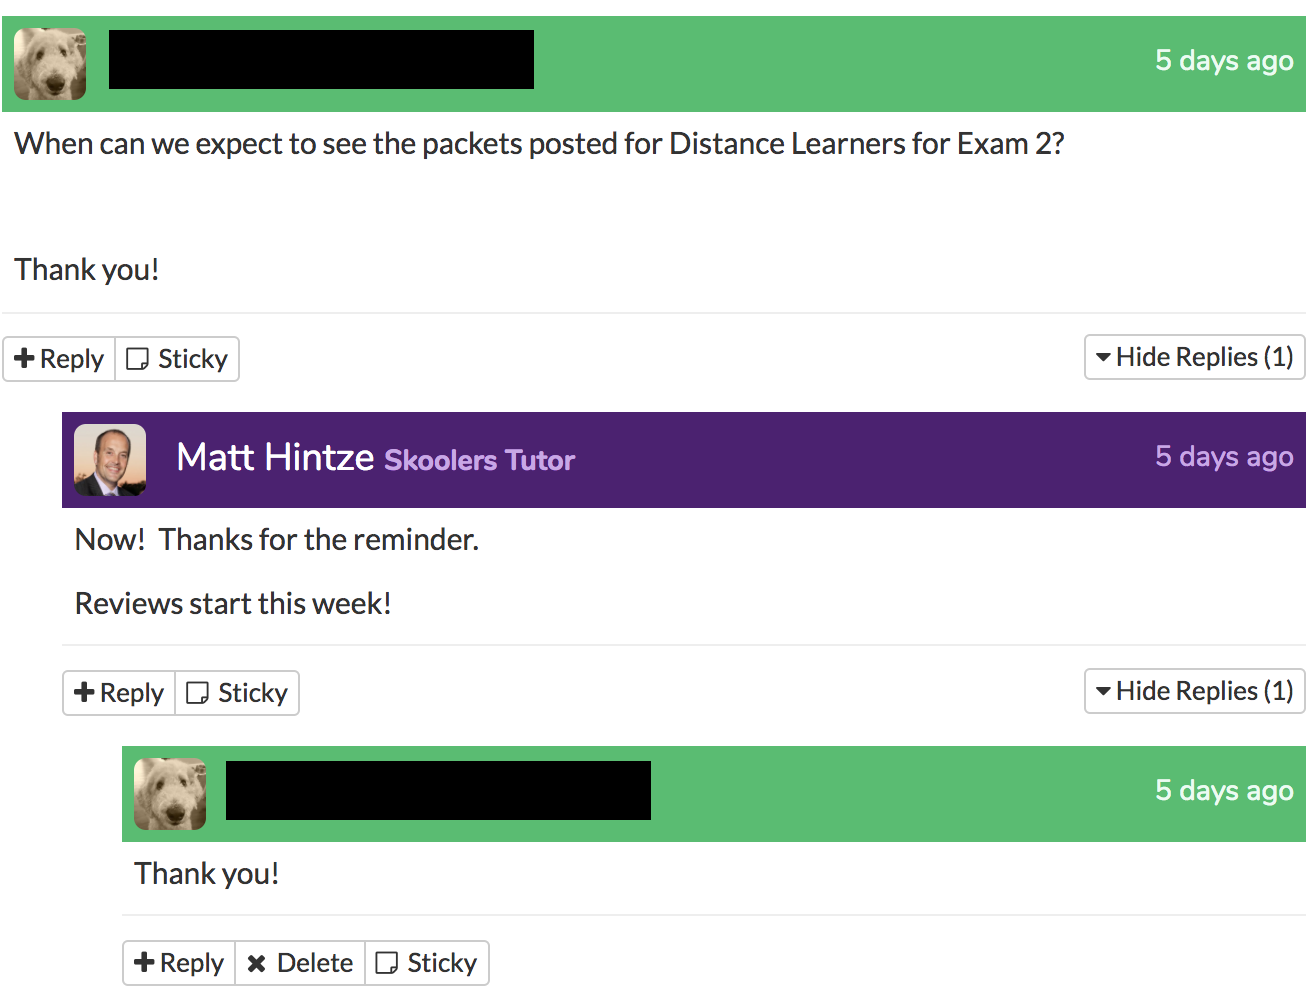 5 days ago
When can we expect to see the packets posted for Distance Learners for Exam 2?
Thank you!
Reply Sticky Hide Replies (1)
Matt Hintze Skoolers Tutor 5 days ago
Now! Thanks for the reminder.
Reviews start this week!
Reply Sticky Hide Replies (1)
5 days ago
Thank you!
Reply Delete Sticky